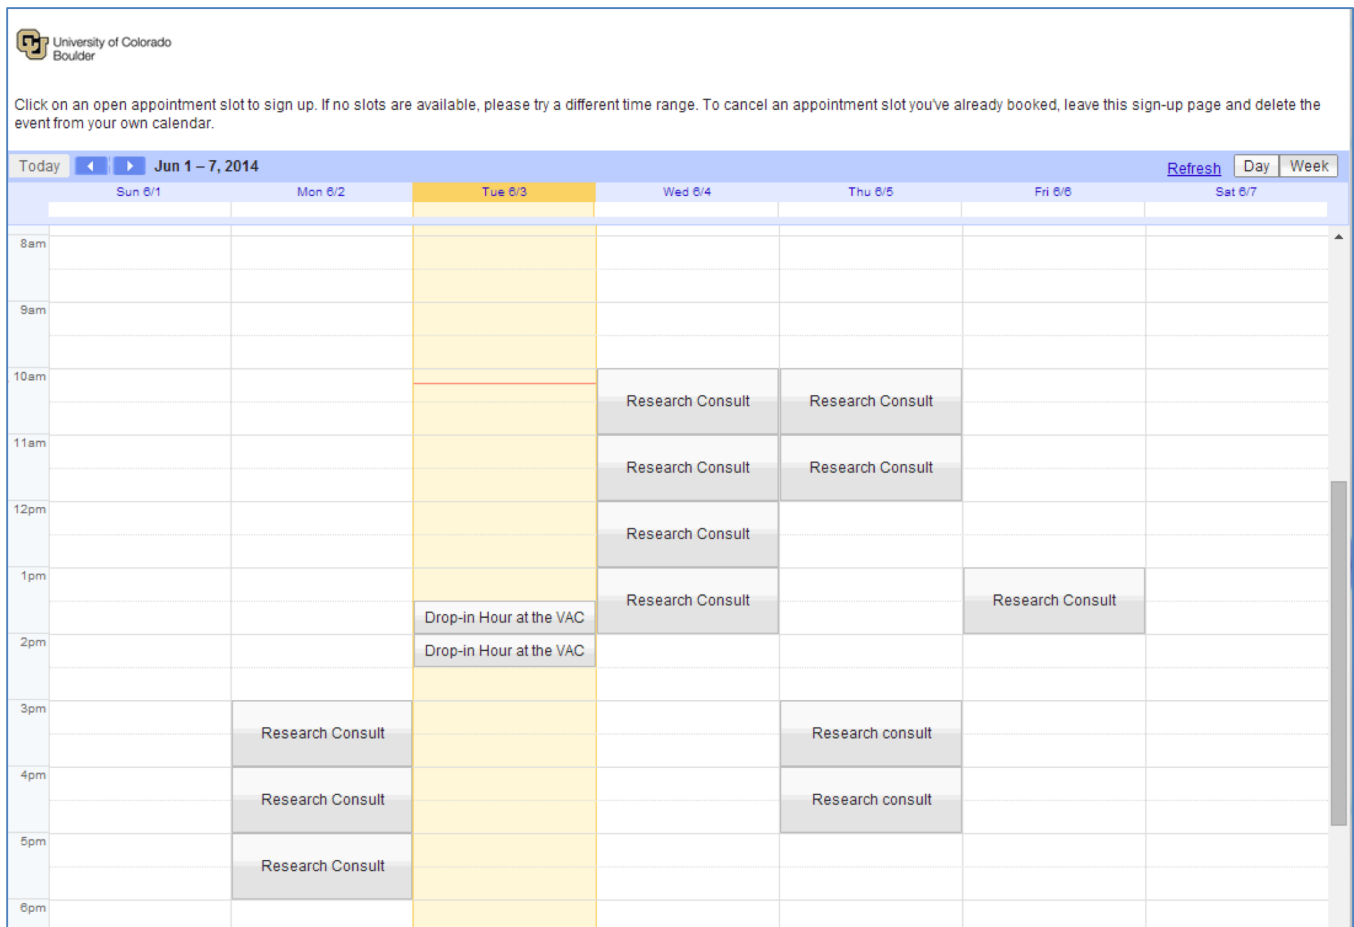 University of Colorado
Boulder
Click on an open appointment slot to sign up. If no slots are available, please try a different time range. To cancel an appointment slot you've already booked, leave this sign-up page and delete the
event from your own calendar.
Today Jun 1 – 7, 2014 Refresh Day Week
Sun 6/1 Mon 6/2 Tue 6/3 Wed 6/4 Thu 6/5 Fri 6/6 Sat 6/7
8am
9am
10am
Research Consult Research Consult
11am
Research Consult Research Consult
12pm
Research Consult
1pm
Research Consult Research Consult
Drop-in Hour at the VAC
2pm
Drop-in Hour at the VAC
3pm
Research Consult Research consult
4pm
Research Consult Research consult
5pm
Research Consult
6pm